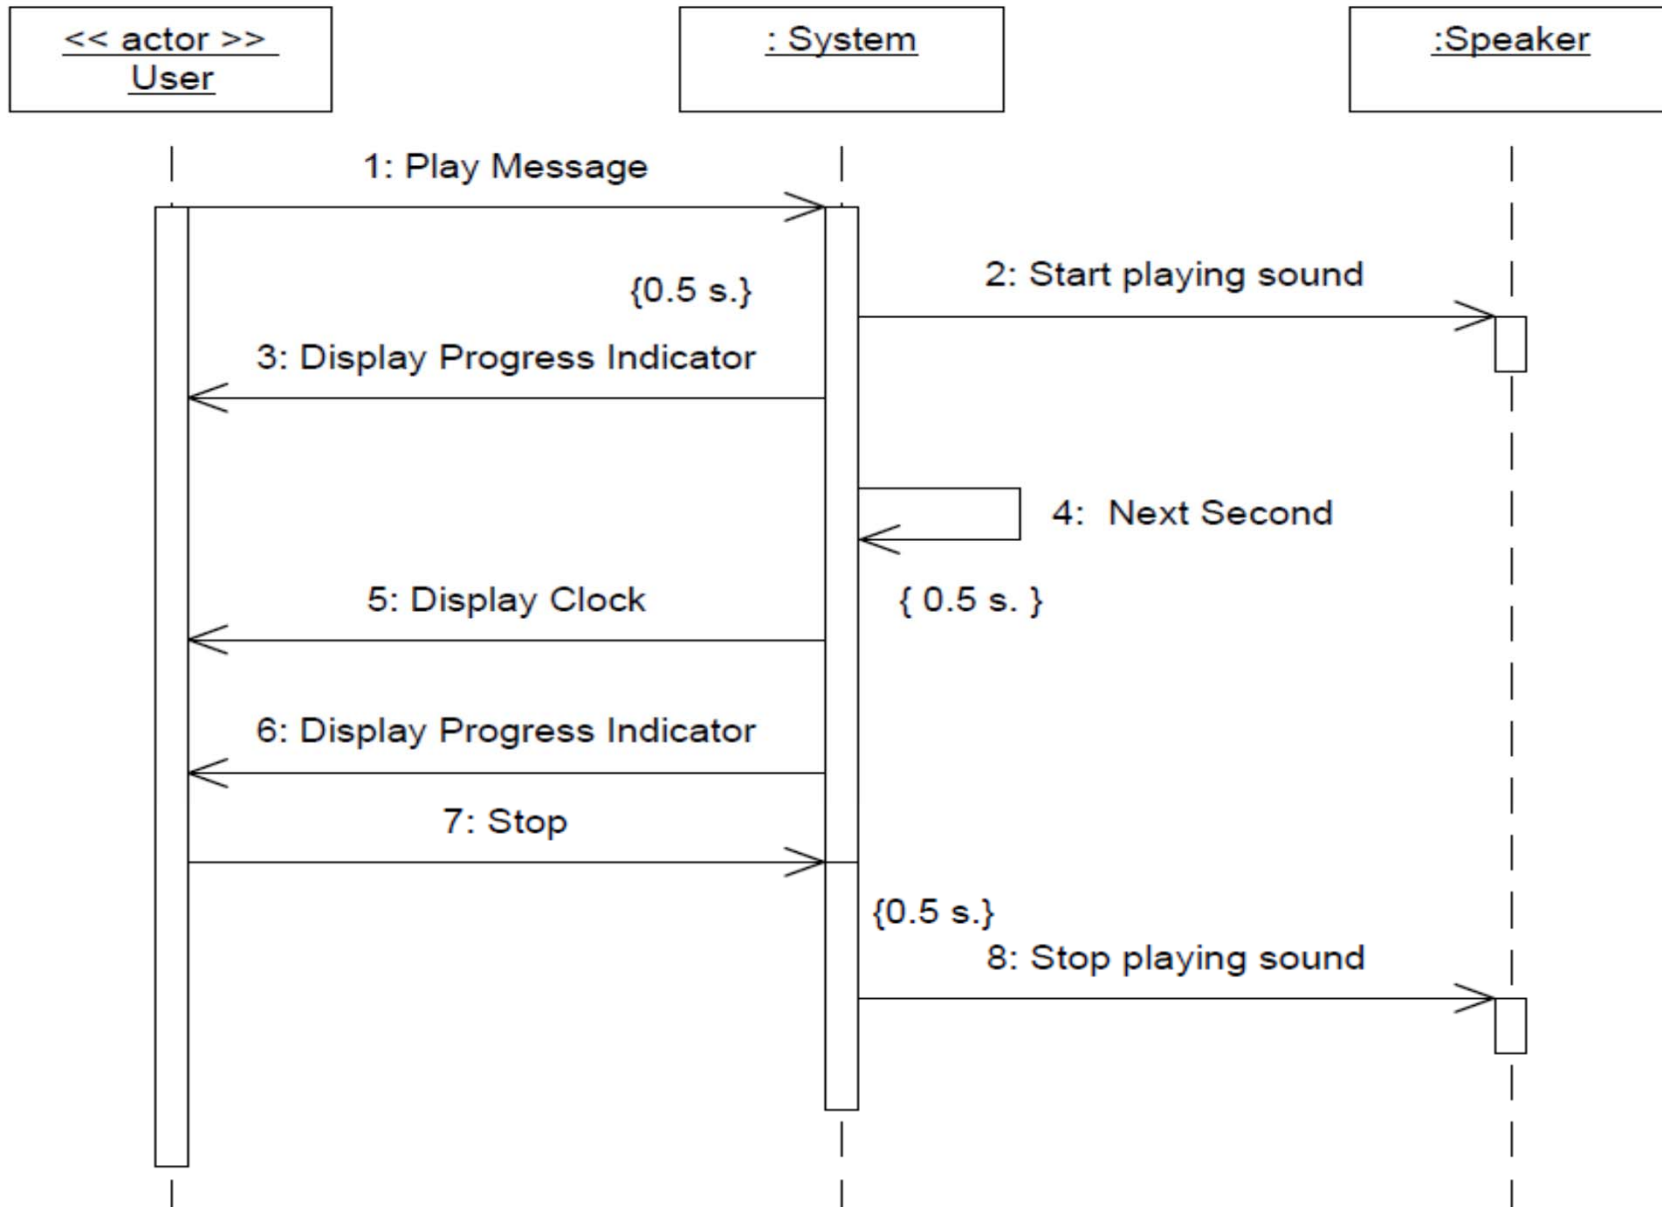 << actor >>
User
: System
:Speaker
1: Play Message
2: Start playing sound
{0.5 s.}
3: Display Progress Indicator
4:  Next Second
5: Display Clock
{ 0.5 s. }
6: Display Progress Indicator
7: Stop
{0.5 s.}
8: Stop playing sound